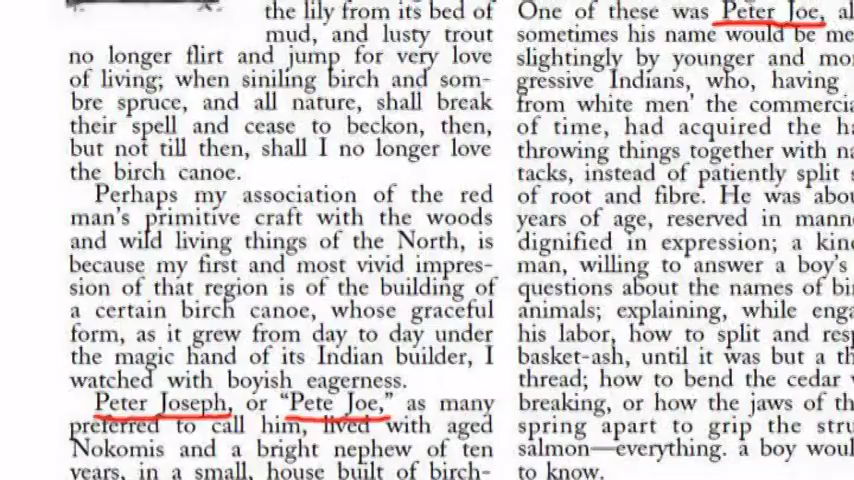 the lily from its bed of
mud, and lusty trout
no longer flirt and jump for very love
of living; when siniling birch and som-
bre spruce, and all nature, shall break
their spell and cease to beckon, then,
but not till then, shall I no longer love
the birch canoe.
Perhaps my association of the red
man's primitive craft with the woods
and wild living things of the North, is
because my first and most vivid impres-
sion of that region is of the building of
a certain birch canoe, whose graceful
form, as it grew from day to day under
the magic hand of its Indian builder, I
watched with boyish eagerness.
Peter Joseph, or "Pete Joe," as many
preferred to call him, lived with aged
Nokomis and a bright nephew of ten
years, in a small, house built of birch-
One of these was Peter Joe,
sometimes his name would be
slightingly by younger and
gressive Indians, who, having
from white men' the
of time, had acquired the
throwing things together with
tacks, instead of patiently split
of root and fibre. He was
years of age, reserved in
dignified in expression; a
man, willing to answer a boy's
questions about the names of
animals; explaining, while
his labor, how to split and
basket-ash, until it was but a
thread; how to bend the cedar
breaking, or how the jaws of
spring apart to grip the
salmon—everything. a boy
to know.